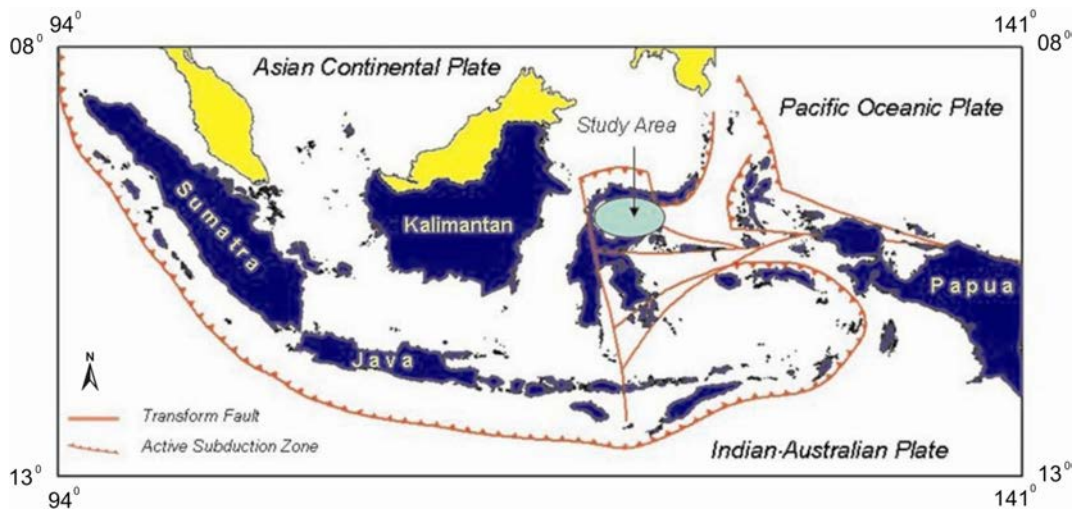 94⁰
141⁰
08⁰
08⁰
Asian Continental Plate
Pacific Oceanic Plate
Study Area
Sumatra
Kalimantan
Papua
Java
N
Transform Fault
Active Subduction Zone
Indian-Australian Plate
13⁰
13⁰
94⁰
141⁰